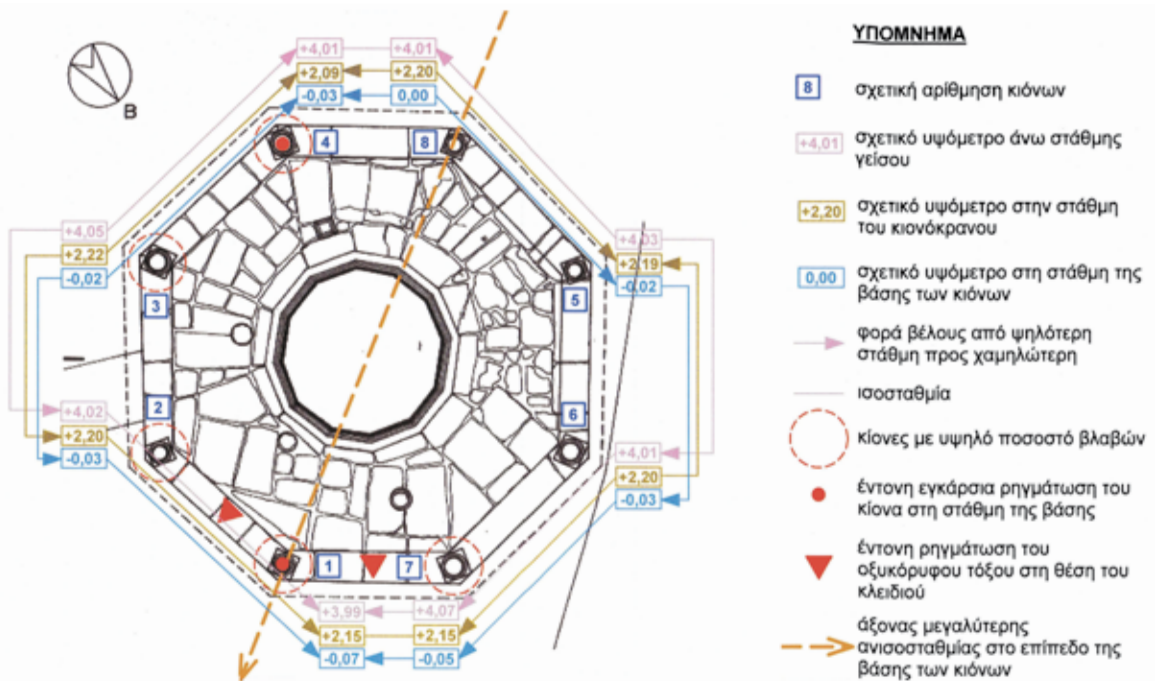 +4,01 +4,01
+2,09 +2,20
-0,03 0,00
B
4 8
+4,05
+2,22
-0,02
+4,03
+2,19
-0,02
3 5
2 6
+4,02
+2,20
-0,03
+4,01
+2,20
-0,03
1 7
+3,99 +4,07
+2,15 +2,15
-0,07 -0,05
ΥΠΟΜΝΗΜΑ
8 σχετική αρίθμηση κιόνων
+4,01 σχετικό υψόμετρο άνω στάθμης
γείσου
+2,20 σχετικό υψόμετρο στην στάθμη
του κιονόκρανου
0,00 σχετικό υψόμετρο στη στάθμη της
βάσης των κιόνων
φορά βέλους από ψηλότερη
στάθμη προς χαμηλώτερη
ισοσταθμία
κίονες με υψηλό ποσοστό βλαβών
έντονη εγκάρσια ρηγμάτωση του
κίονα στη στάθμη της βάσης
έντονη ρηγμάτωση του
οξυκόρυφου τόξου στη θέση του
κλειδιού
άξονας μεγαλύτερης
ανισοσταθμίας στο επίπεδο της
βάσης των κιόνων